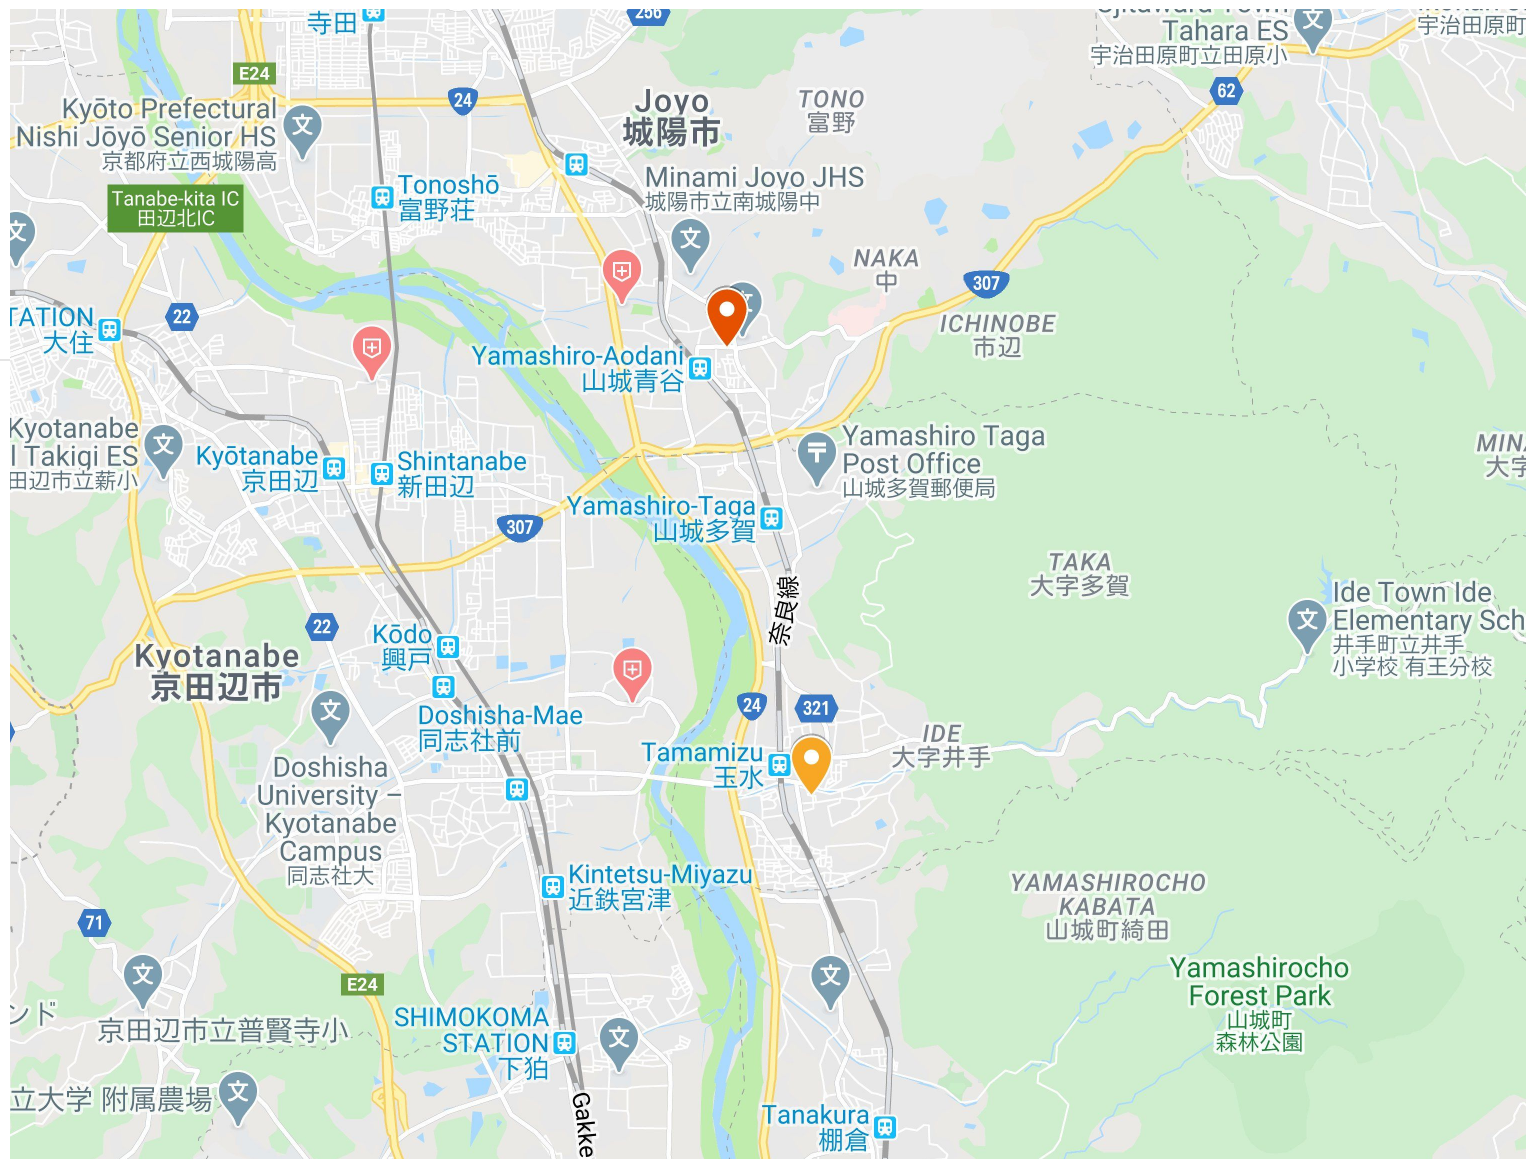 寺田
256
Tahara ES
宇治田原町立田原小
宇治田原町
E24
24
62
Kyōto Prefectural
Nishi Jōyō Senior HS
京都府立西城陽高
Joyo
城陽市
TONO
富野
Tanabe-kita IC
田辺北IC
Tonoshō
富野荘
Minami Joyo JHS
城陽市立南城陽中
NAKA
中
307
22
TATION
大住
ICHINOBE
市辺
Yamashiro-Aodani
山城青谷
Kyotanabe
l Takigi ES
田辺市立薪小
Kyōtanabe
京田辺
Shintanabe
新田辺
Yamashiro Taga
Post Office
山城多賀郵便局
MINA
大字
307
Yamashiro-Taga
山城多賀
TAKA
大字多賀
奈良線
Ide Town Ide
Elementary Sch
井手町立井手
小学校 有王分校
22
Kōdo
興戸
Kyotanabe
京田辺市
24
321
Doshisha-Mae
同志社前
IDE
大字井手
Tamamizu
玉水
Doshisha
University –
Kyotanabe
Campus
同志社大
Kintetsu-Miyazu
近鉄宮津
YAMASHIROCHO
KABATA
山城町綺田
71
E24
Yamashirocho
Forest Park
山城町
森林公園
ンド
京田辺市立普賢寺小
SHIMOKOMA
STATION
下狛
立大学 附属農場
Gakke
Tanakura
棚倉